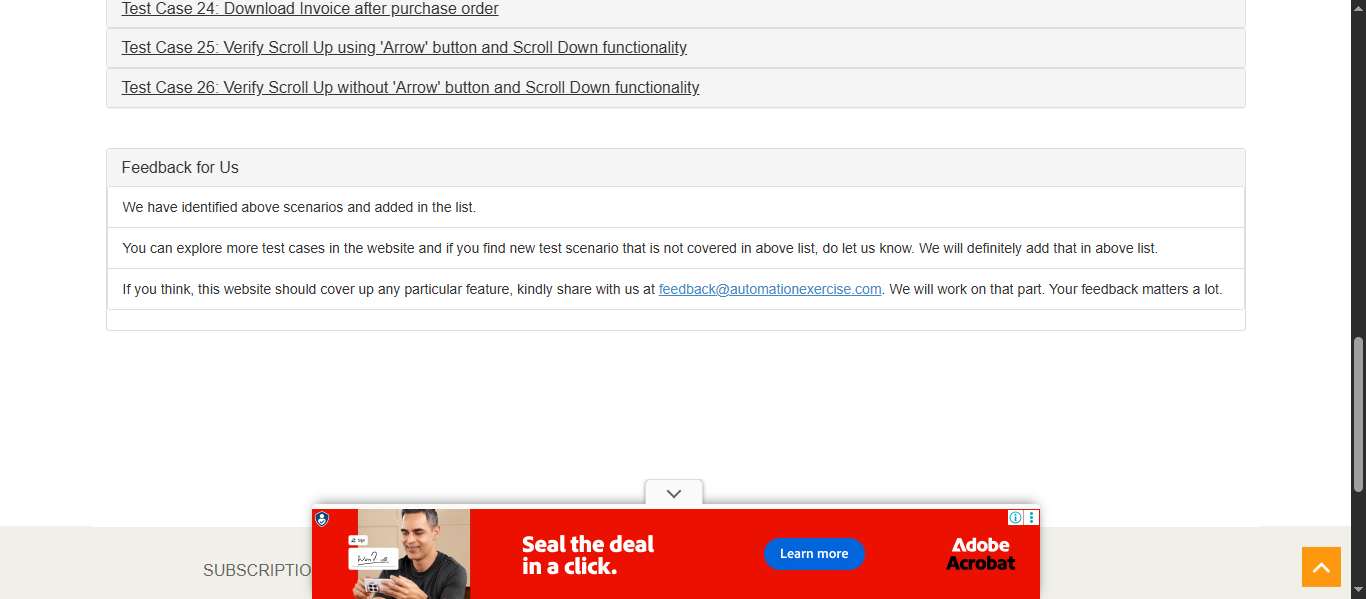 Test Case 24: Download Invoice after purchase order
Test Case 25: Verify Scroll Up using 'Arrow' button and Scroll Down functionality
Test Case 26: Verify Scroll Up without 'Arrow' button and Scroll Down functionality
Feedback for Us
We have identified above scenarios and added in the list.
You can explore more test cases in the website and if you find new test scenario that is not covered in above list, do let us know. We will definitely add that in above list.
If you think, this website should cover up any particular feature, kindly share with us at feedback@automationexercise.com. We will work on that part. Your feedback matters a lot.
SUBSCRIPTIO
Seal the deal
in a click.
Learn more
Adobe
Acrobat